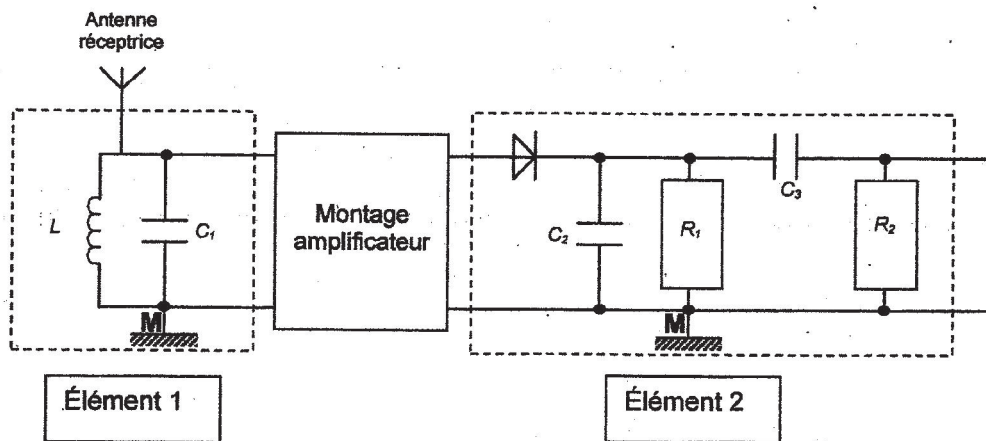 Antenne
réceptrice
L
C₁
M
Montage
amplificateur
C₂
R₁
C₃
R₂
M
Élément 1
Élément 2